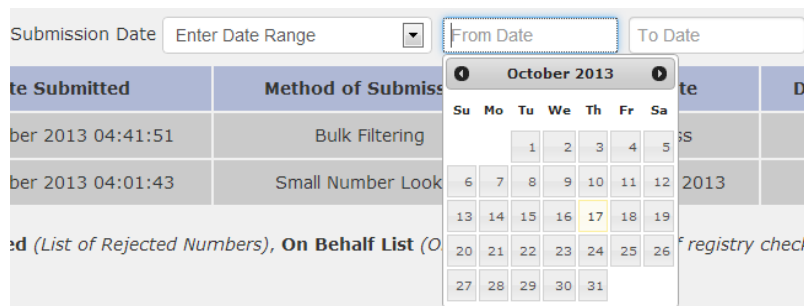 Submission Date Enter Date Range From Date To Date
October 2013
te Submitted Method of Submiss te D
Su Mo Tu We Th Fr Sa
ber 2013 04:41:51 Bulk Filtering 1 2 3 4 5 ss
ber 2013 04:01:43 Small Number Look 6 7 8 9 10 11 12 2013
13 14 15 16 17 18 19
ed (List of Rejected Numbers), On Behalf List (O 20 21 22 23 24 25 26 f registry chec
27 28 29 30 31